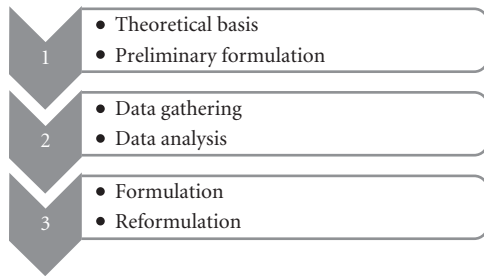 1
• Theoretical basis
• Preliminary formulation
2
• Data gathering
• Data analysis
3
• Formulation
• Reformulation